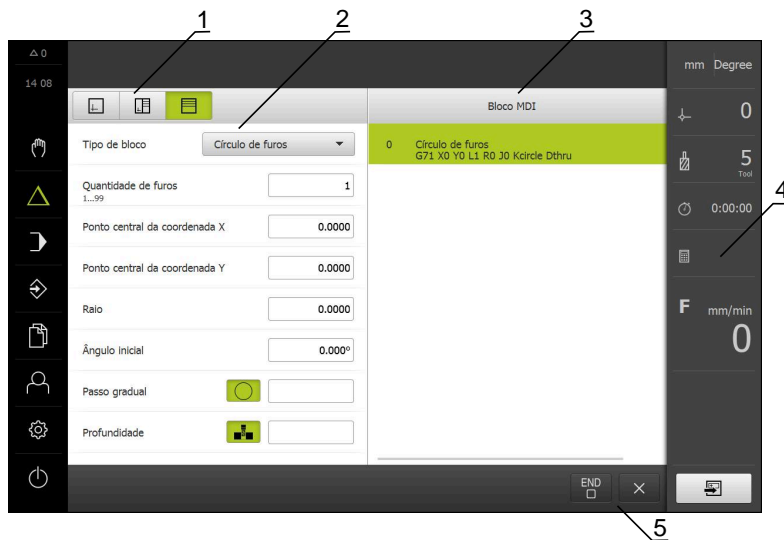 1
2
3
△ 0
14 08
mm Degree
Bloco MDI
0
Tipo de bloco
Círculo de furos
0 Círculo de furos
G71 X0 Y0 L1 R0 J0 Kcircle Dthru
5
Tool
Quantidade de furos
1...99
1
4
0:00:00
Ponto central da coordenada X
0.0000
Ponto central da coordenada Y
0.0000
Raio
0.0000
F mm/min
0
Ângulo inicial
0.000º
Passo gradual
Profundidade
END
5